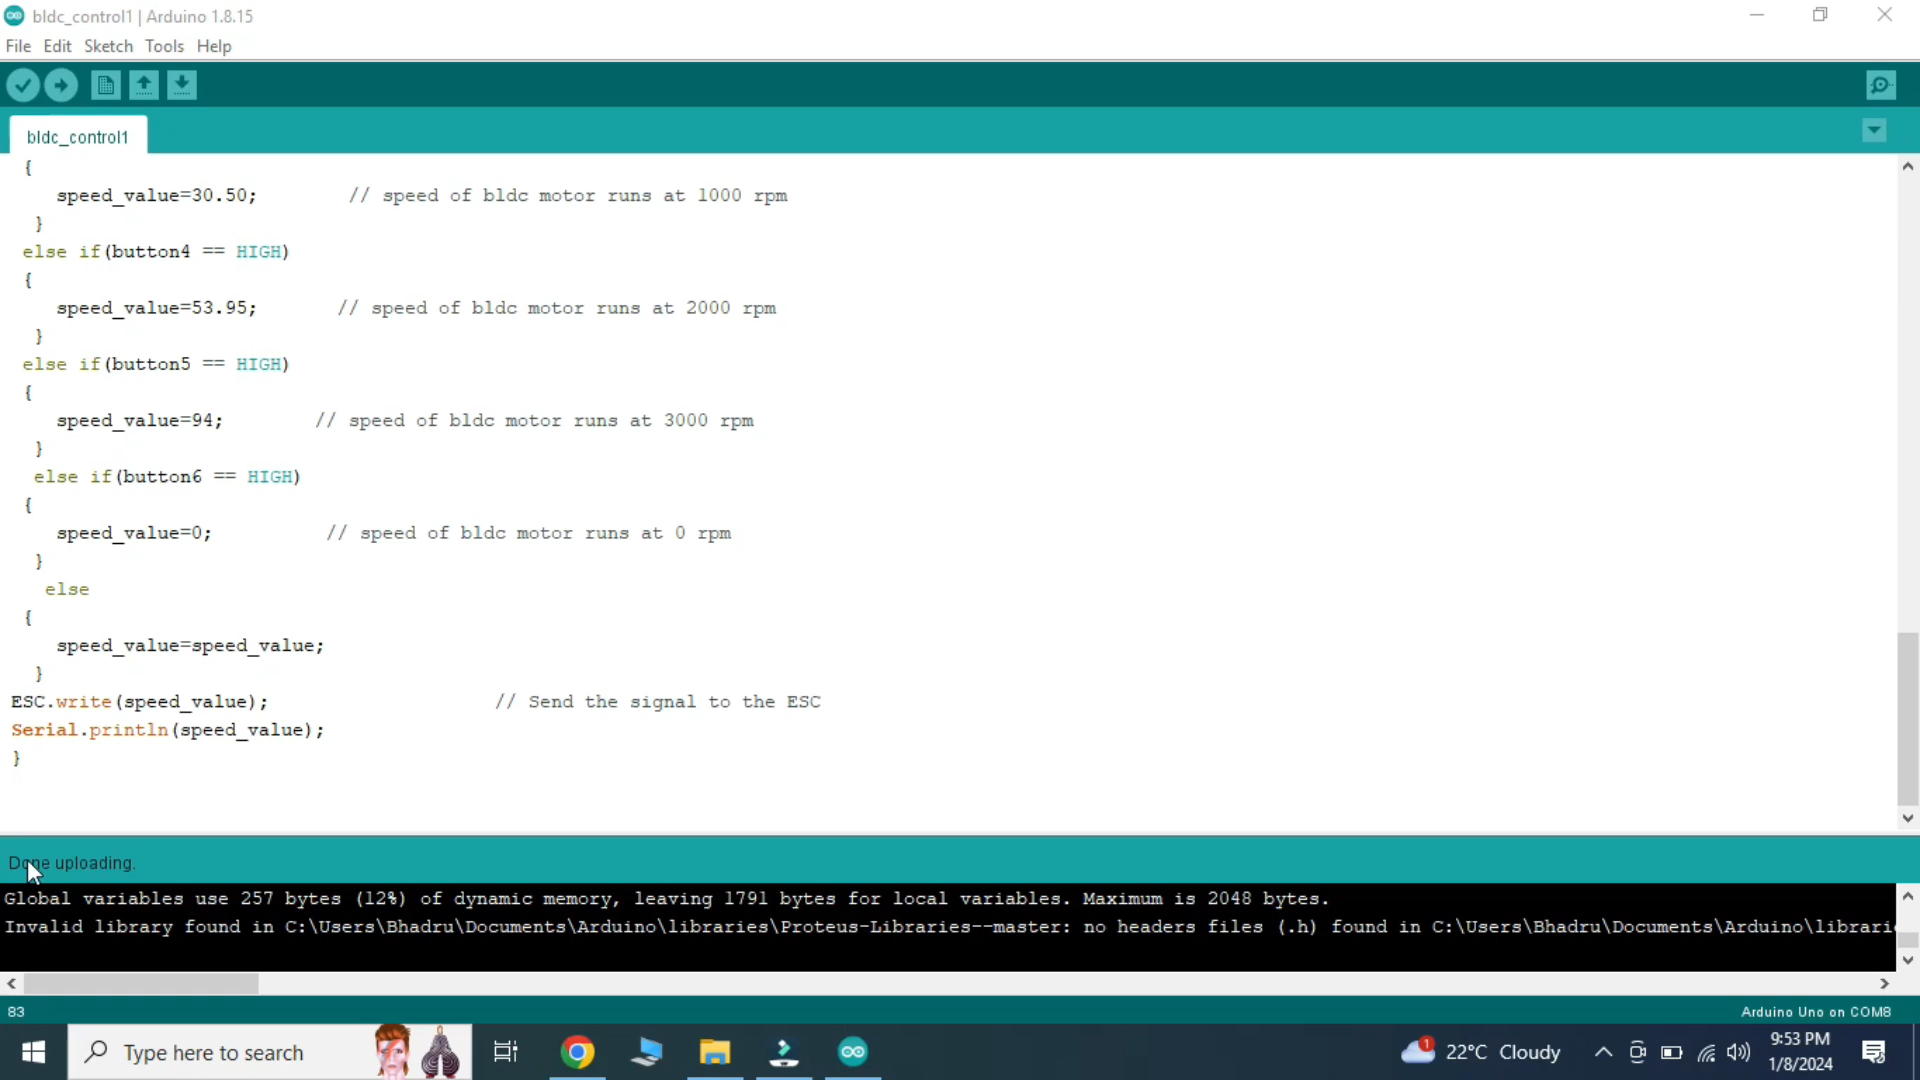 bldc_control1 | Arduino 1.8.15
File Edit Sketch Tools Help
bldc_control1
{
speed_value=30.50; // speed of bldc motor runs at 1000 rpm
}
else if(button4 == HIGH)
{
speed_value=53.95; // speed of bldc motor runs at 2000 rpm
}
else if(button5 == HIGH)
{
speed_value=94; // speed of bldc motor runs at 3000 rpm
}
else if(button6 == HIGH)
{
speed_value=0; // speed of bldc motor runs at 0 rpm
}
else
{
speed_value=speed_value;
}
ESC.write(speed_value); // Send the signal to the ESC
Serial.println(speed_value);
}
Done uploading.
Global variables use 257 bytes (12%) of dynamic memory, leaving 1791 bytes for local variables. Maximum is 2048 bytes.
Invalid library found in C:\Users\Bhadru\Documents\Arduino\libraries\Proteus-Libraries--master: no headers files (.h) found in C:\Users\Bhadru\Documents\Arduino\librari
83 Arduino Uno on COM8
Type here to search 1 22°C Cloudy 9:53 PM
1/8/2024